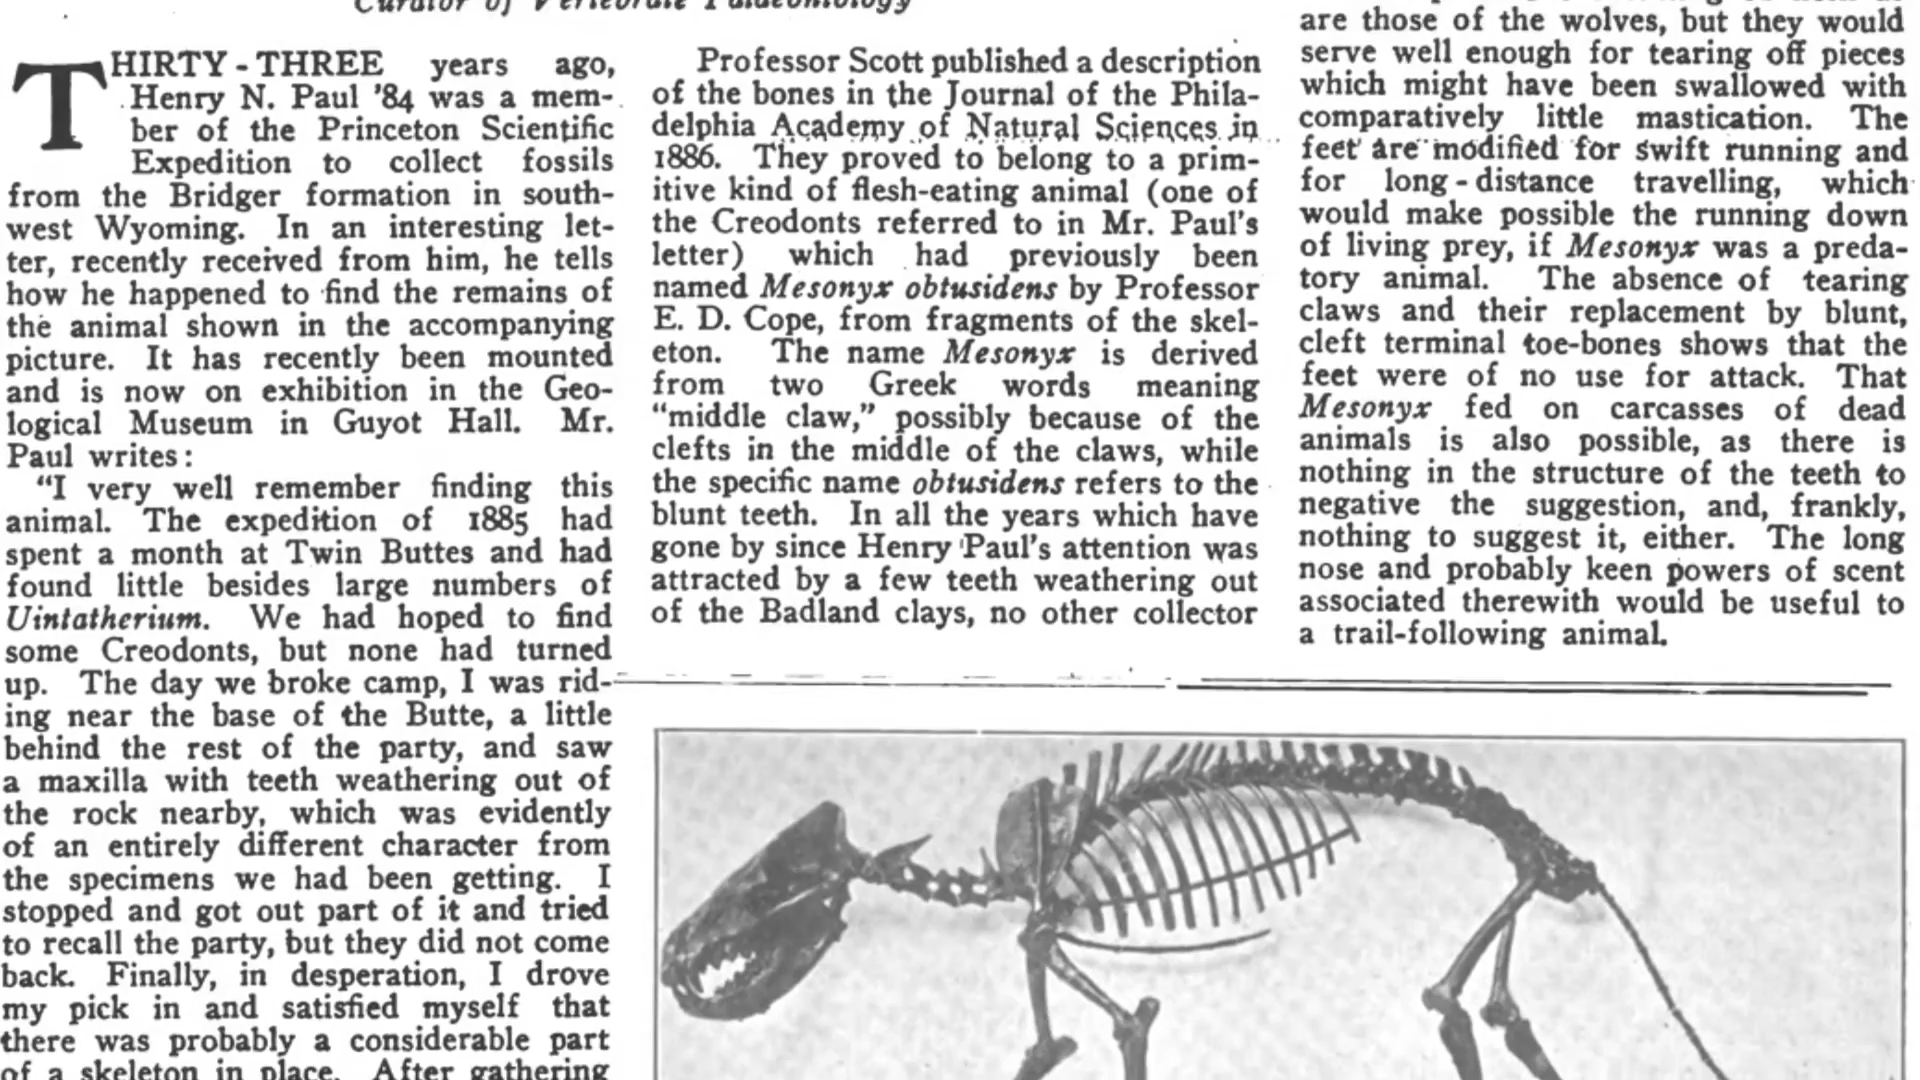 Curator of Vertebrate Palaeontology
THIRTY-THREE years ago,
Henry N. Paul '84 was a mem-
ber of the Princeton Scientific
Expedition to collect fossils
from the Bridger formation in south-
west Wyoming. In an interesting let-
ter, recently received from him, he tells
how he happened to find the remains of
the animal shown in the accompanying
picture. It has recently been mounted
and is now on exhibition in the Geo-
logical Museum in Guyot Hall. Mr.
Paul writes:
"I very well remember finding this
animal. The expedition of 1885 had
spent a month at Twin Buttes and had
found little besides large numbers of
Uintatherium. We had hoped to find
some Creodonts, but none had turned
up. The day we broke camp, I was rid-
ing near the base of the Butte, a little
behind the rest of the party, and saw
a maxilla with teeth weathering out of
the rock nearby, which was evidently
of an entirely different character from
the specimens we had been getting. I
stopped and got out part of it and tried
to recall the party, but they did not come
back. Finally, in desperation, I drove
my pick in and satisfied myself that
there was probably a considerable part
of a skeleton in place. After gathering
Professor Scott published a description
of the bones in the Journal of the Phila-
delphia Academy of Natural Sciences in
1886. They proved to belong to a prim-
itive kind of flesh-eating animal (one of
the Creodonts referred to in Mr. Paul's
letter) which had previously been
named Mesonyx obtusidens by Professor
E. D. Cope, from fragments of the skel-
eton. The name Mesonyx is derived
from two Greek words meaning
"middle claw," possibly because of the
clefts in the middle of the claws, while
the specific name obtusidens refers to the
blunt teeth. In all the years which have
gone by since Henry Paul's attention was
attracted by a few teeth weathering out
of the Badland clays, no other collector
are those of the wolves, but they would
serve well enough for tearing off pieces
which might have been swallowed with
comparatively little mastication. The
feet are modified for swift running and
for long-distance travelling, which
would make possible the running down
of living prey, if Mesonyx was a preda-
tory animal. The absence of tearing
claws and their replacement by blunt,
cleft terminal toe-bones shows that the
feet were of no use for attack. That
Mesonyx fed on carcasses of dead
animals is also possible, as there is
nothing in the structure of the teeth to
negative the suggestion, and, frankly,
nothing to suggest it, either. The long
nose and probably keen powers of scent
associated therewith would be useful to
a trail-following animal.